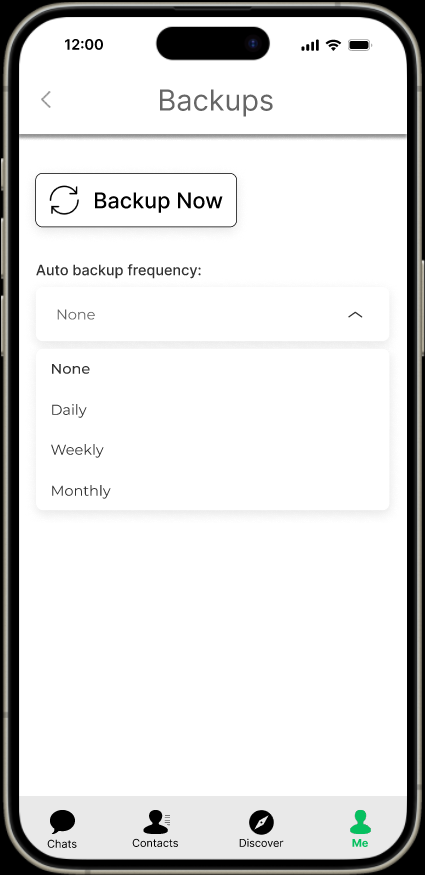 12:00
Backups
Backup Now
Auto backup frequency:
None
None
Daily
Weekly
Monthly
Chats
Contacts
Discover
Me